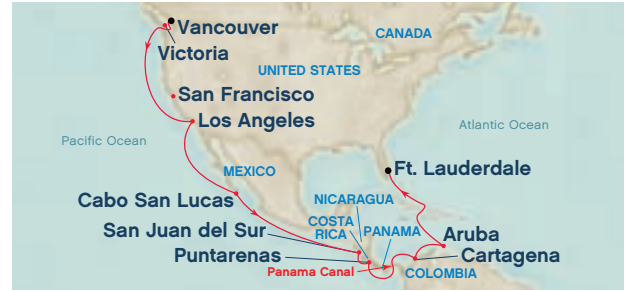 Vancouver
CANADA
Victoria
UNITED STATES
San Francisco
Los Angeles
Atlantic Ocean
Pacific Ocean
MEXICO
Ft. Lauderdale
Cabo San Lucas
NICARAGUA
San Juan del Sur
COSTA
RICA
PANAMA
Aruba
Puntarenas
Cartagena
Panama Canal
COLOMBIA